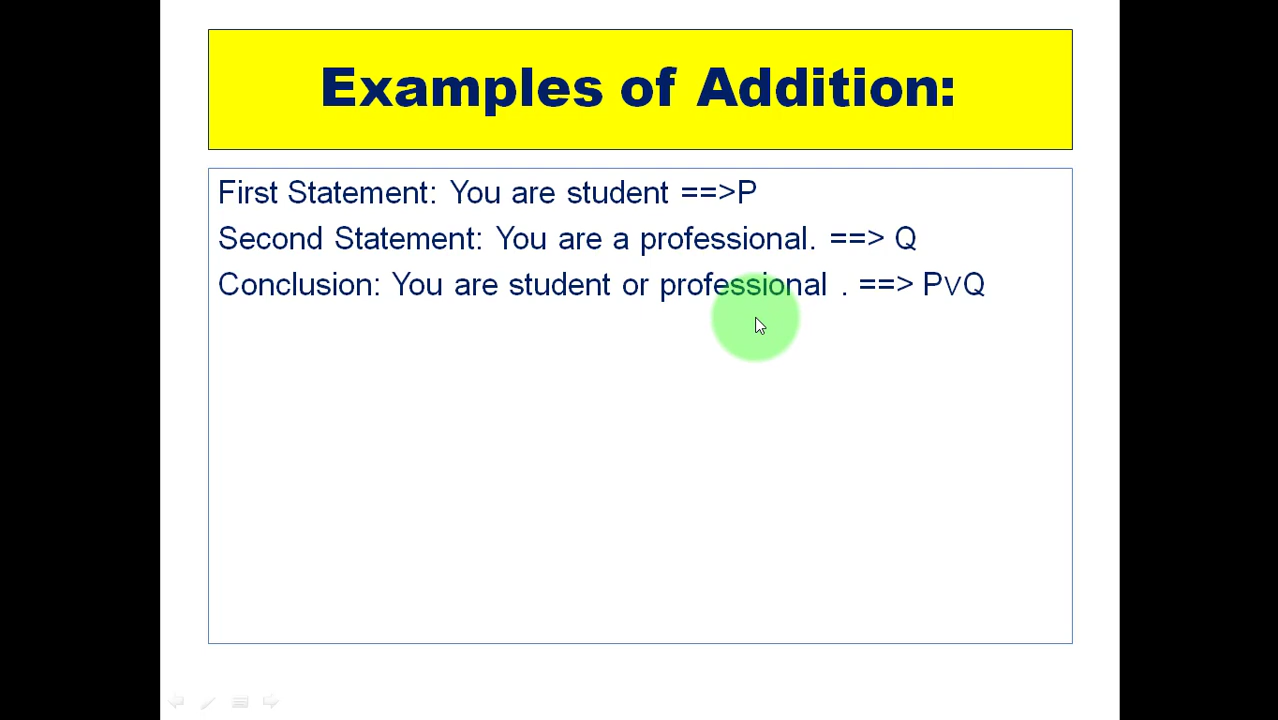 Examples of Addition:
First Statement: You are student ==>P
Second Statement: You are a professional. ==> Q
Conclusion: You are student or professional . ==> P∨Q